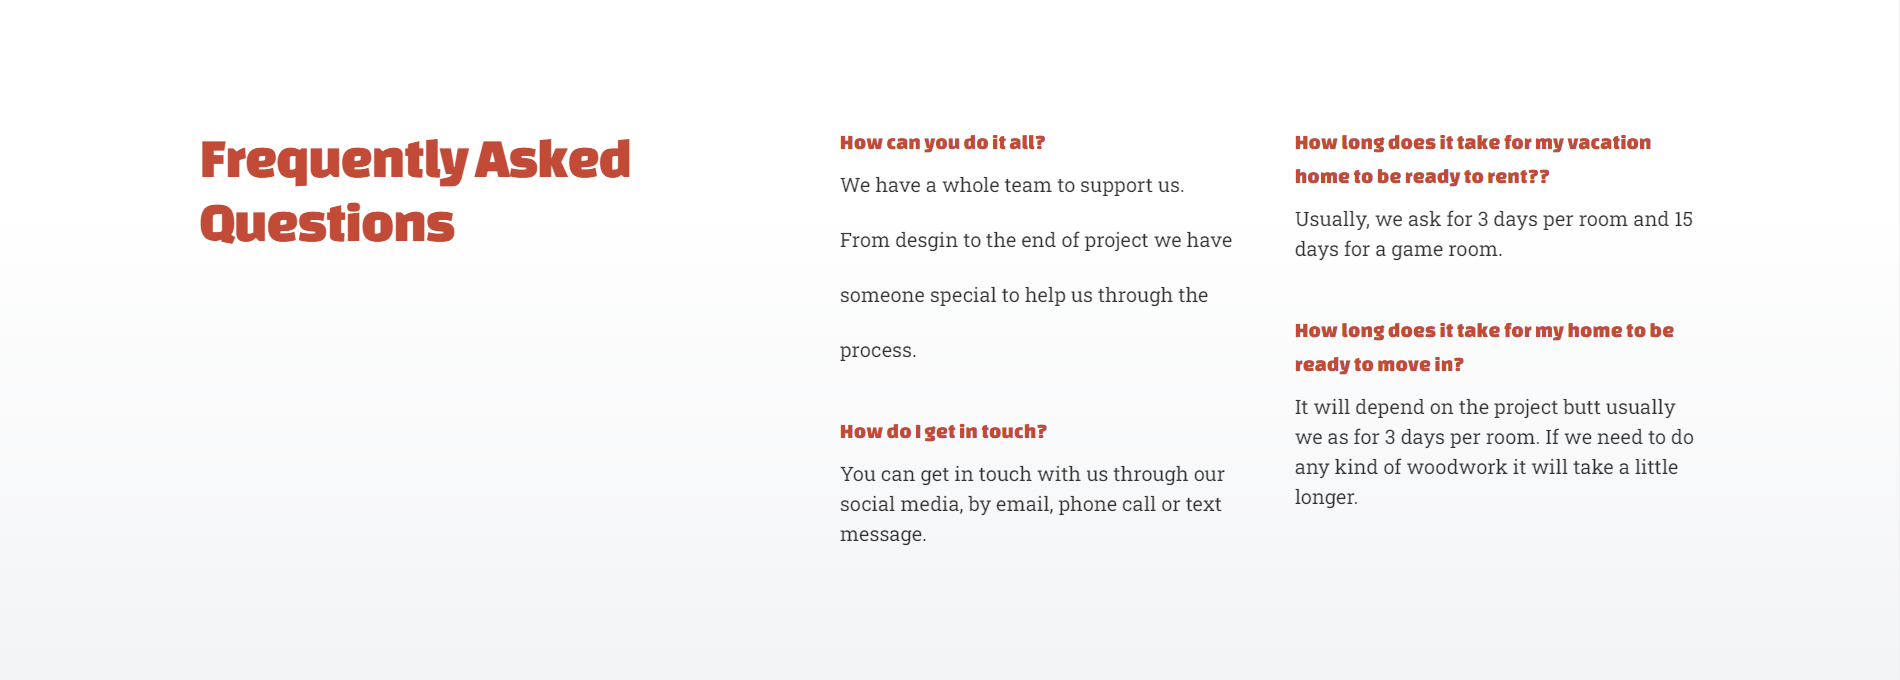 Frequently Asked
Questions
How can you do it all?
We have a whole team to support us.
From desgin to the end of project we have
someone special to help us through the
process.
How do I get in touch?
You can get in touch with us through our
social media, by email, phone call or text
message.
How long does it take for my vacation
home to be ready to rent??
Usually, we ask for 3 days per room and 15
days for a game room.
How long does it take for my home to be
ready to move in?
It will depend on the project butt usually
we as for 3 days per room. If we need to do
any kind of woodwork it will take a little
longer.